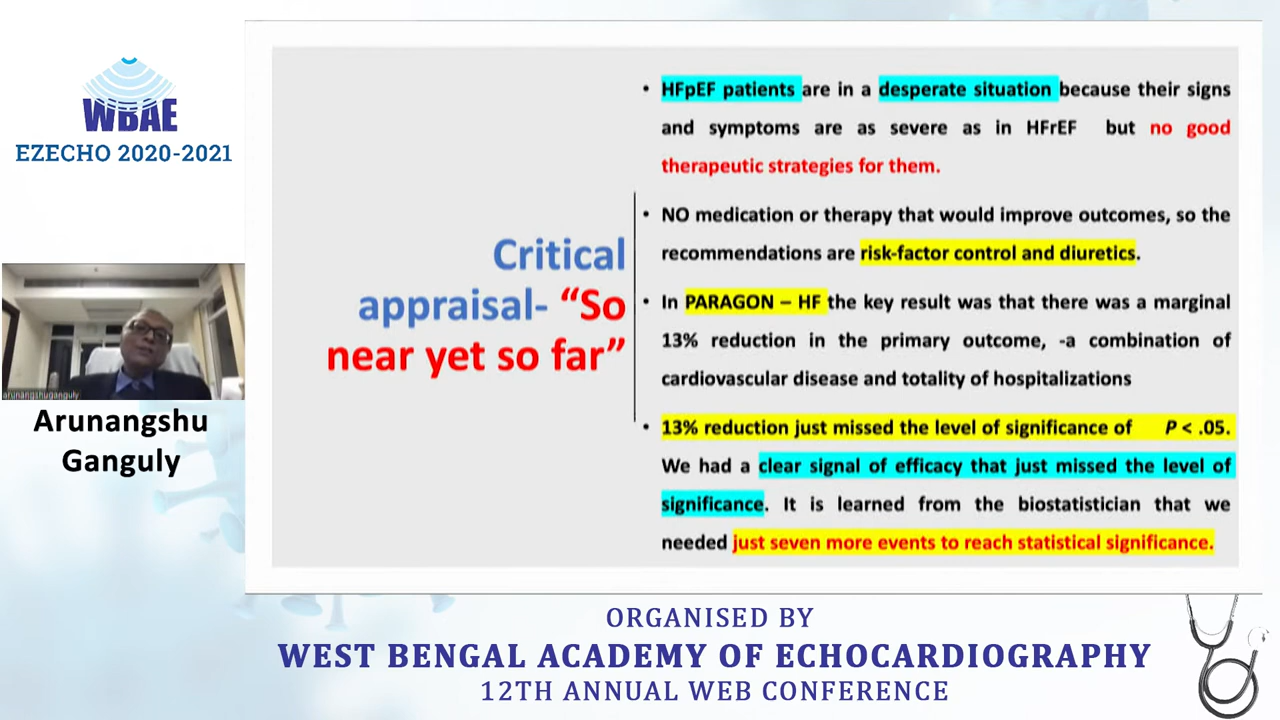 WBAE
EZECHO 2020-2021
arunangshuganguly
Arunangshu
Ganguly
Critical
appraisal- “So
near yet so far”
• HFpEF patients are in a desperate situation because their signs
and symptoms are as severe as in HFrEF but no good
therapeutic strategies for them.
• NO medication or therapy that would improve outcomes, so the
recommendations are risk-factor control and diuretics.
• In PARAGON – HF the key result was that there was a marginal
13% reduction in the primary outcome, -a combination of
cardiovascular disease and totality of hospitalizations
• 13% reduction just missed the level of significance of P < .05.
We had a clear signal of efficacy that just missed the level of
significance. It is learned from the biostatistician that we
needed just seven more events to reach statistical significance.
ORGANISED BY
WEST BENGAL ACADEMY OF ECHOCARDIOGRAPHY
12TH ANNUAL WEB CONFERENCE